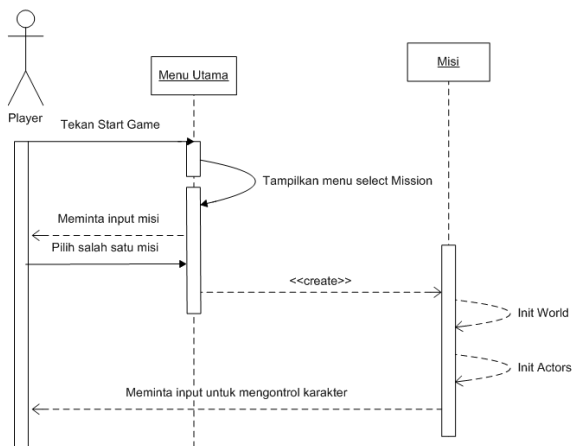 Menu Utama
Misi
Player
Tekan Start Game
Tampilkan menu select Mission
Meminta input misi
Pilih salah satu misi
<<create>>
Init World
Init Actors
Meminta input untuk mengontrol karakter